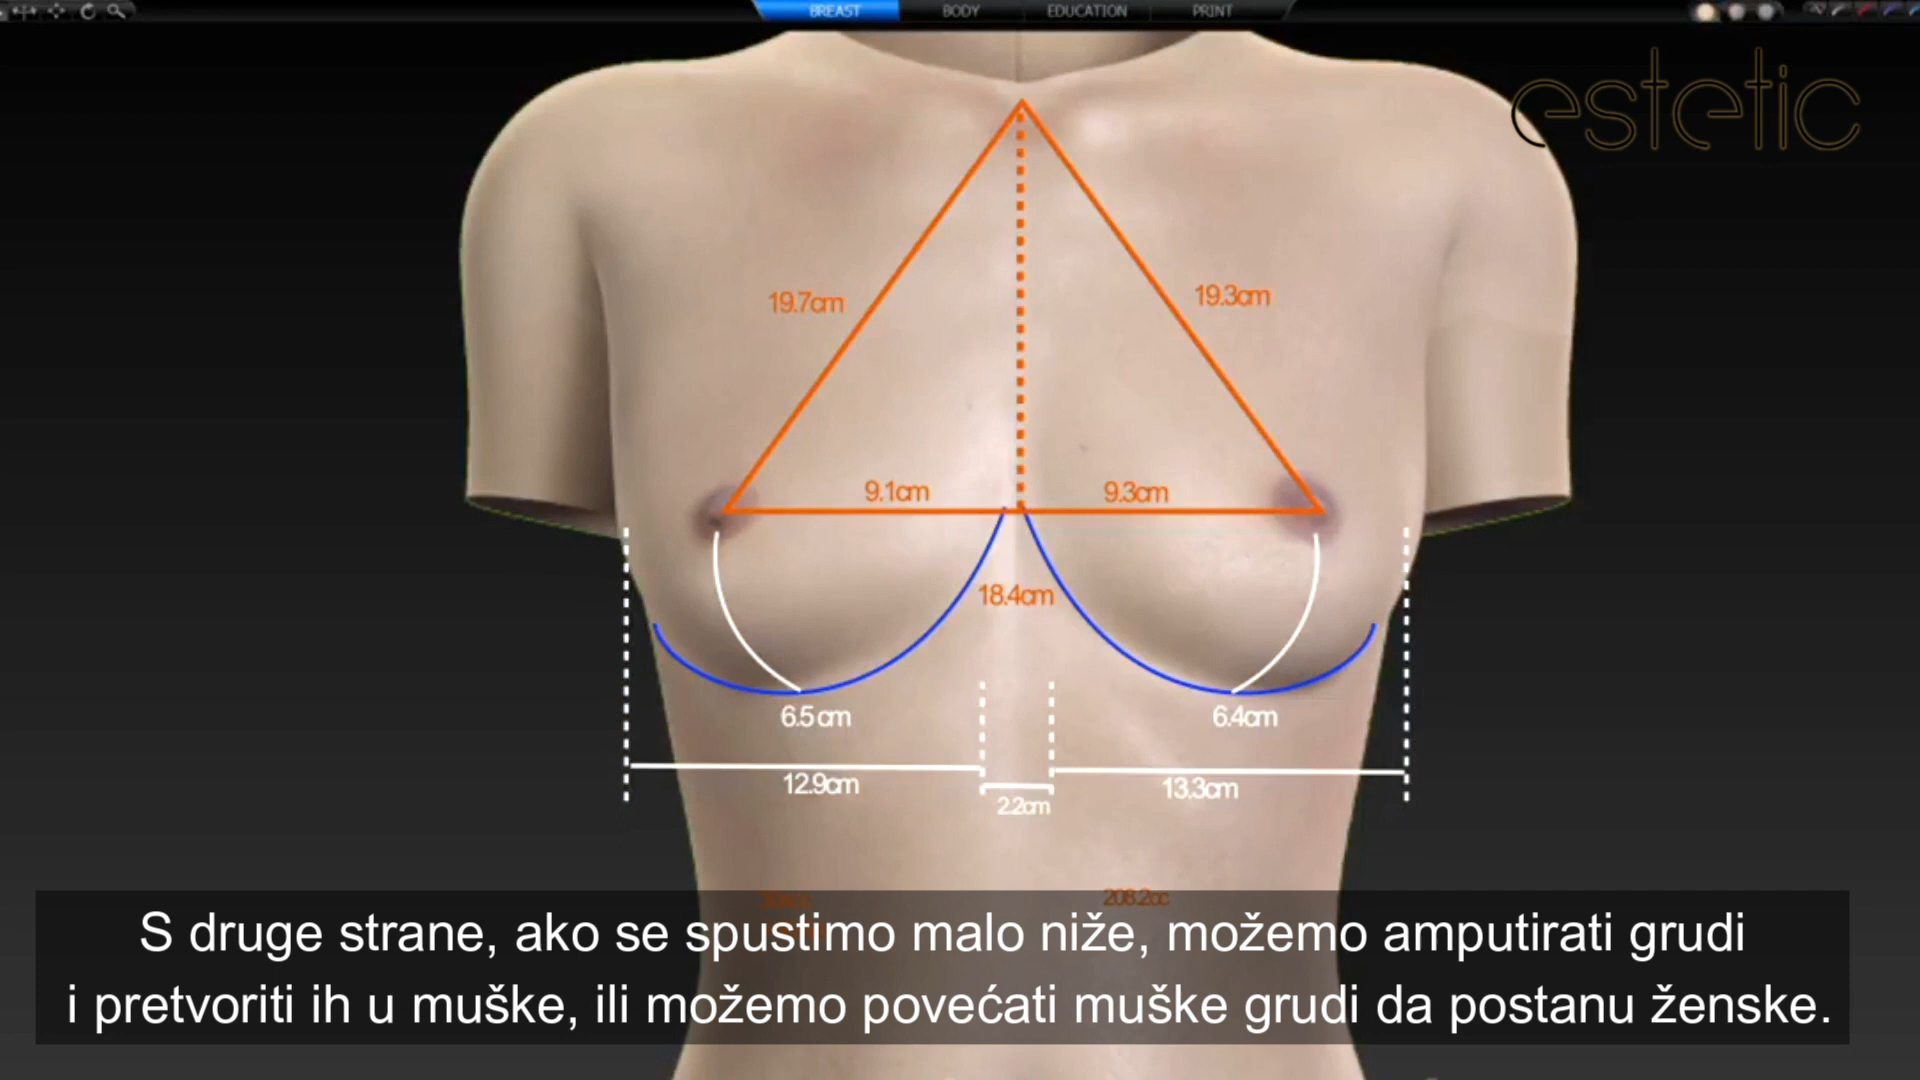 BREAST BODY EDUCATION PRINT
estetic
19.7cm 19.3cm
9.1cm 9.3cm
18.4cm
6.5cm 6.4cm
12.9cm 13.3cm
2.2cm
208.2cc
S druge strane, ako se spustimo malo niže, možemo amputirati grudi
i pretvoriti ih u muške, ili možemo povećati muške grudi da postanu ženske.